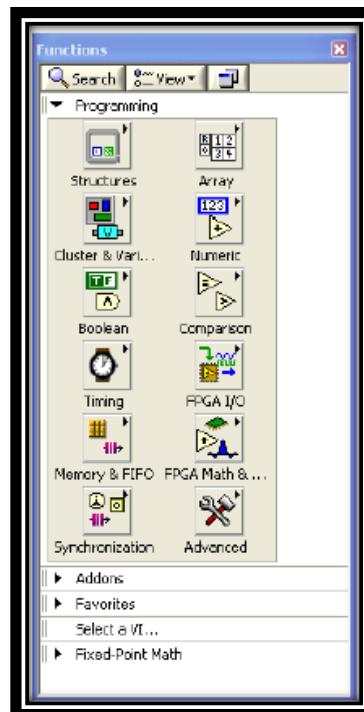 Functions
Search View
Programming
Structures Array
Cluster & Vari... Numeric
Boolean Comparison
Timing FPGA I/O
Memory & FIFO FPGA Math & ...
Synchronization Advanced
Addons
Favorites
Select a VI...
Fixed-Point Math